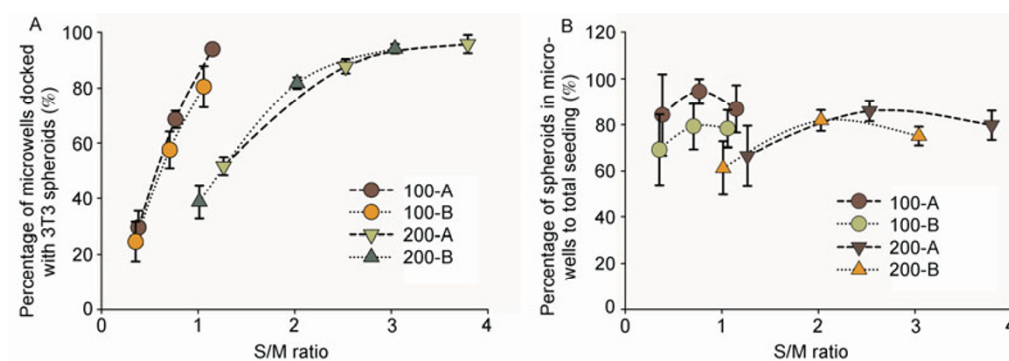 A
Percentage of microwells docked
with 3T3 spheroids (%)
100
80
60
40
20
0
0 1 2 3 4
S/M ratio
100-A
100-B
200-A
200-B
B
Percentage of spheroids in micro-
wells to total seeding (%)
120
100
80
60
40
20
0
0 1 2 3 4
S/M ratio
100-A
100-B
200-A
200-B